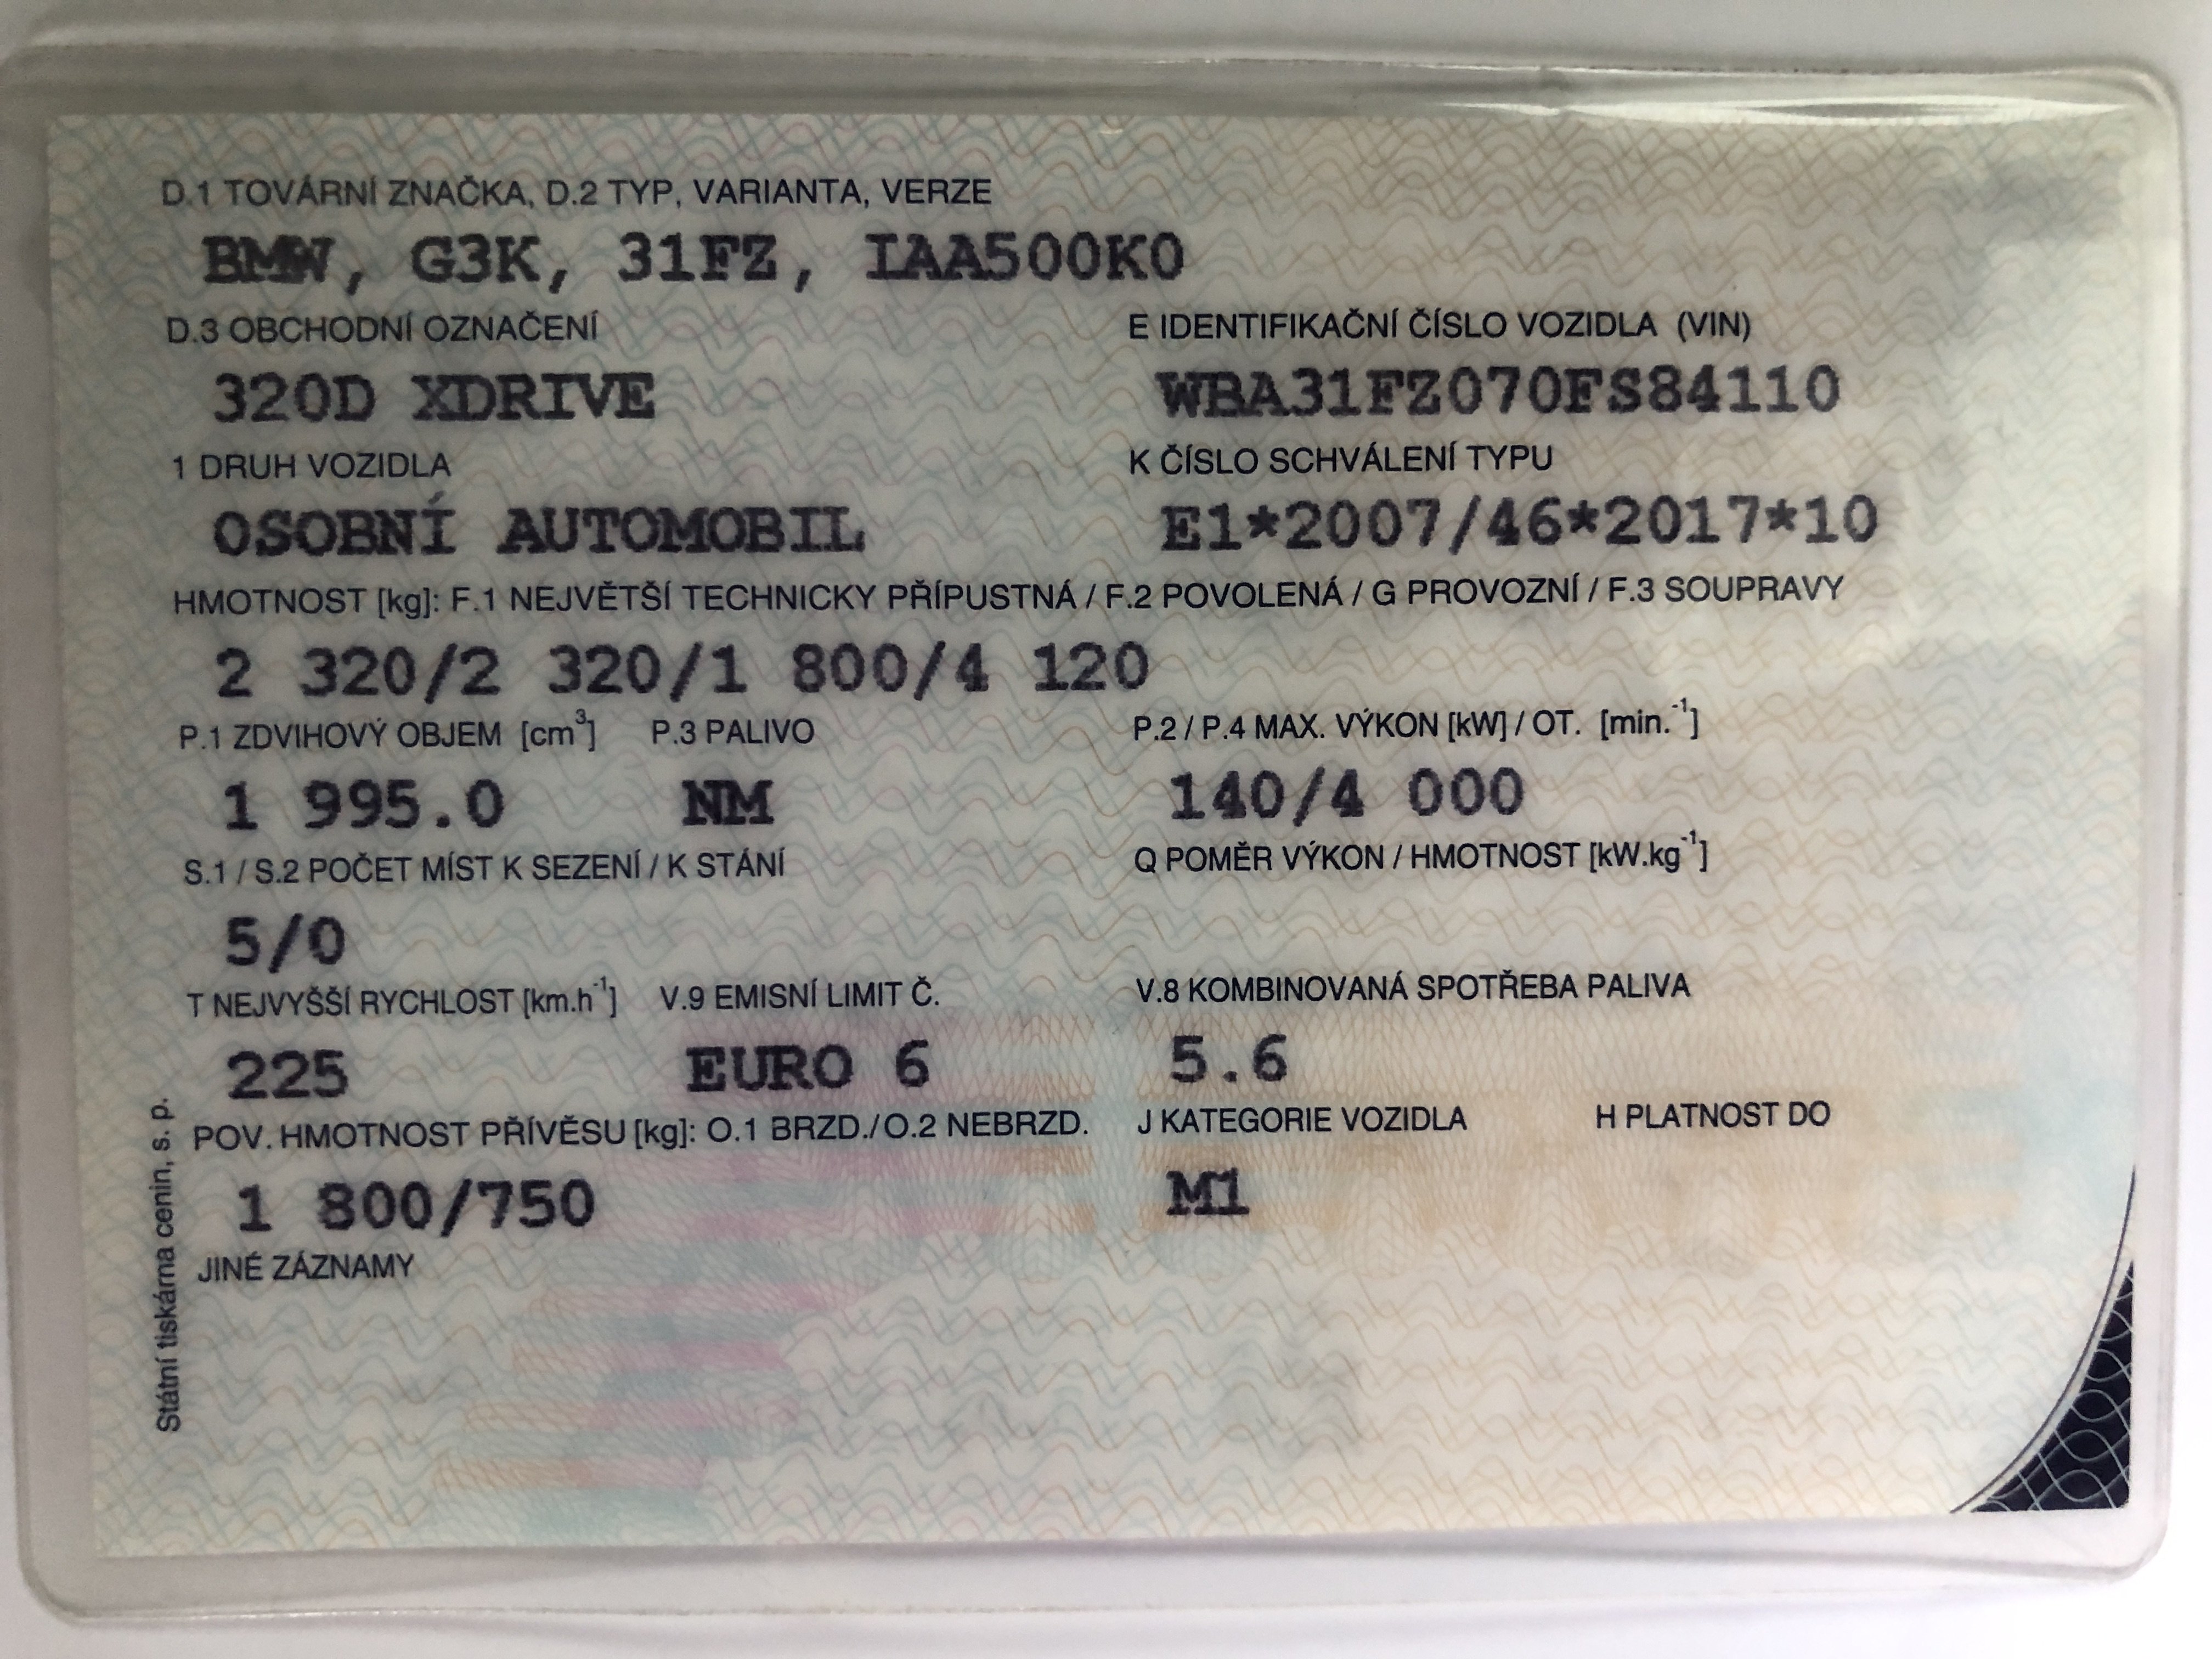 D.1 TOVÁRNÍ ZNAČKA, D.2 TYP, VARIANTA, VERZE
BMW, G3K, 31FZ, IAA500K0
D.3 OBCHODNÍ OZNAČENÍ E IDENTIFIKAČNÍ ČÍSLO VOZIDLA (VIN)
320D XDRIVE WBA31FZ070FS84110
1 DRUH VOZIDLA K ČÍSLO SCHVÁLENÍ TYPU
OSOBNÍ AUTOMOBIL E1*2007/46*2017*10
HMOTNOST [kg]: F.1 NEJVĚTŠÍ TECHNICKY PŘÍPUSTNÁ / F.2 POVOLENÁ / G PROVOZNÍ / F.3 SOUPRAVY
2 320/2 320/1 800/4 120
P.1 ZDVIHOVÝ OBJEM [cm³] P.3 PALIVO P.2 / P.4 MAX. VÝKON [kW] / OT. [min.⁻¹]
1 995.0 NM 140/4 000
S.1 / S.2 POČET MÍST K SEZENÍ / K STÁNÍ Q POMĚR VÝKON / HMOTNOST [kW.kg⁻¹]
5/0
T NEJVYŠŠÍ RYCHLOST [km.h⁻¹] V.9 EMISNÍ LIMIT Č. V.8 KOMBINOVANÁ SPOTŘEBA PALIVA
225 EURO 6 5.6
POV. HMOTNOST PŘÍVĚSU [kg]: O.1 BRZD./O.2 NEBRZD. J KATEGORIE VOZIDLA H PLATNOST DO
1 800/750 M1
JINÉ ZÁZNAMY
Státní tiskárna cenin, s. p.